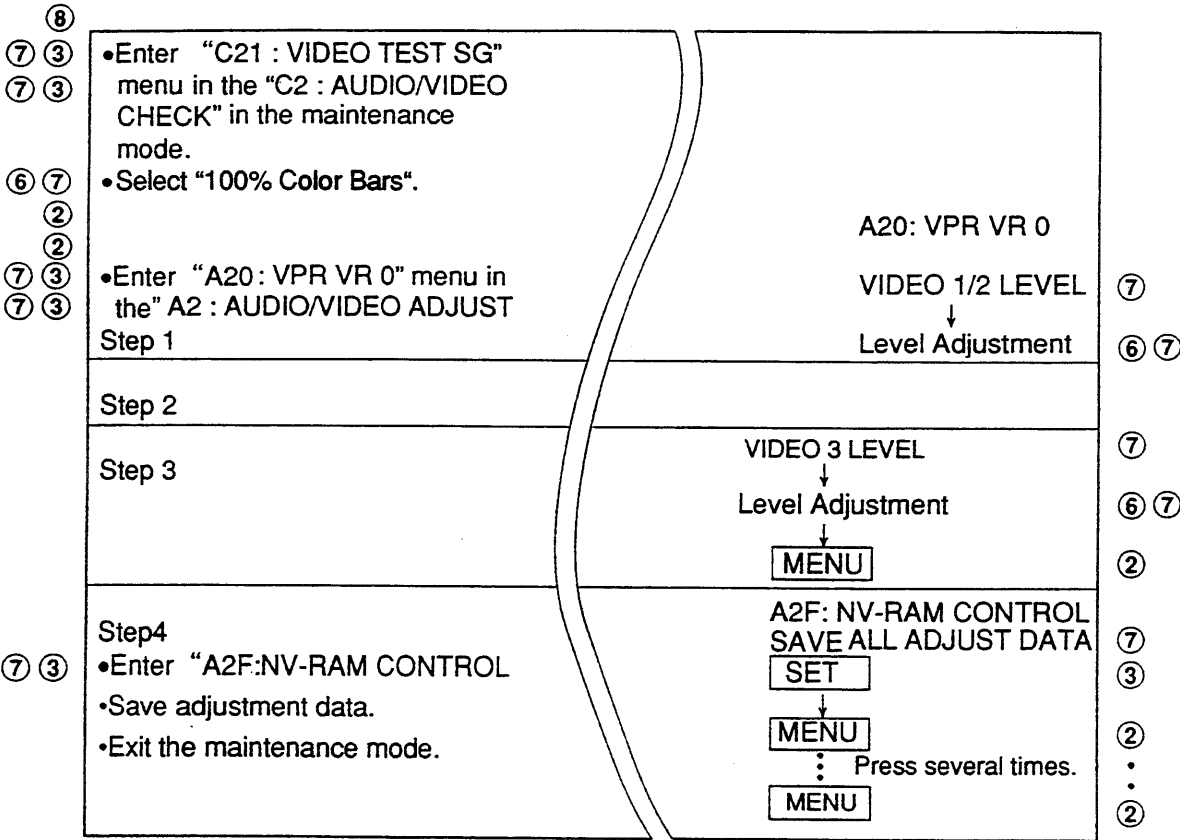 ⑧
⑦ ③ •Enter "C21 : VIDEO TEST SG"
⑦ ③ menu in the "C2 : AUDIO/VIDEO
CHECK" in the maintenance
mode.
⑥ ⑦ •Select "100% Color Bars".
②
②
⑦ ③ •Enter "A20 : VPR VR 0" menu in
⑦ ③ the" A2 : AUDIO/VIDEO ADJUST
Step 1
A20: VPR VR 0
VIDEO 1/2 LEVEL ⑦
↓
Level Adjustment ⑥ ⑦
Step 2
Step 3
VIDEO 3 LEVEL ⑦
↓
Level Adjustment ⑥ ⑦
↓
MENU ②
Step4
⑦ ③ •Enter "A2F:NV-RAM CONTROL
•Save adjustment data.
•Exit the maintenance mode.
A2F: NV-RAM CONTROL
SAVE ALL ADJUST DATA ⑦
SET ③
↓
MENU ②
Press several times.
MENU ②